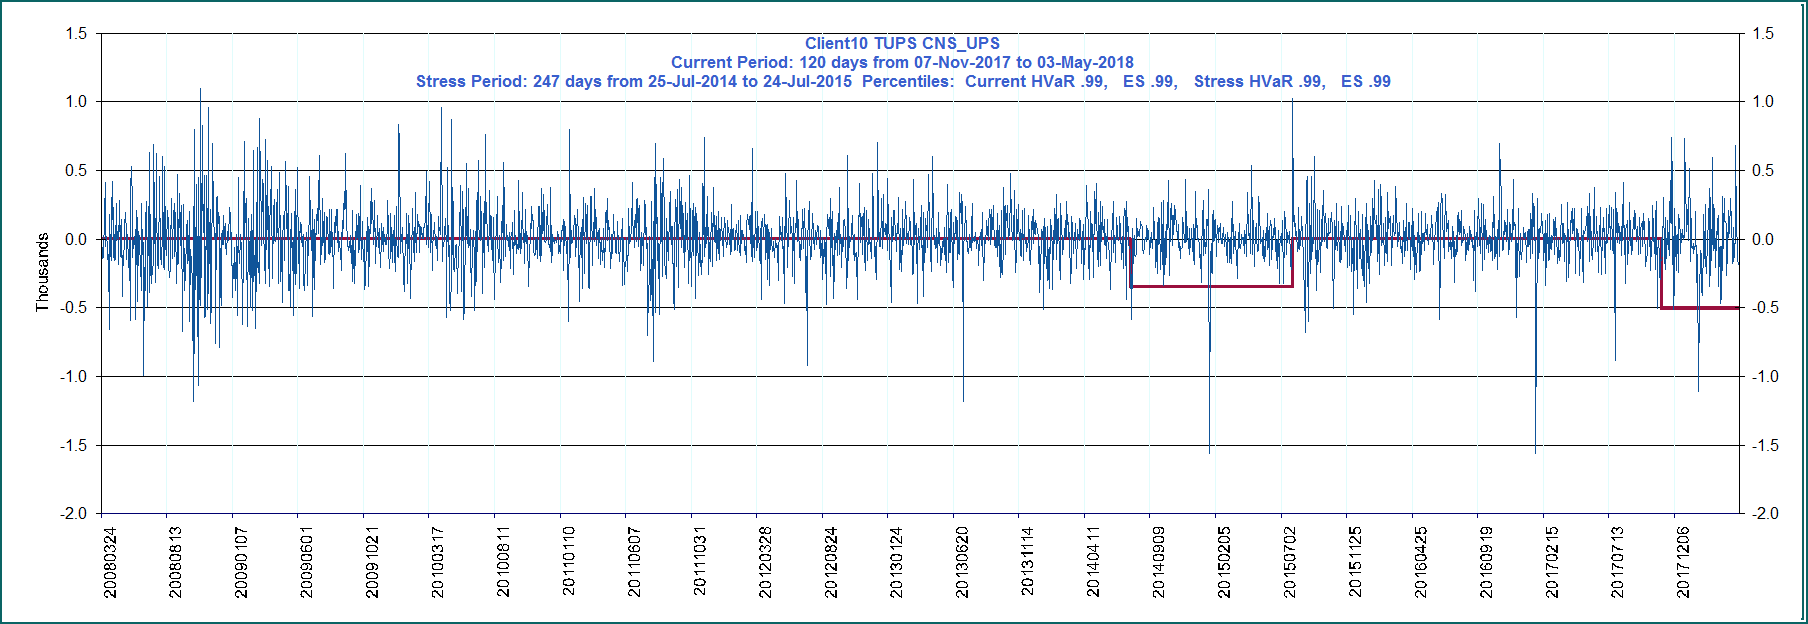 Client10 TUPS CNS_UPS
Current Period: 120 days from 07-Nov-2017 to 03-May-2018
Stress Period: 247 days from 25-Jul-2014 to 24-Jul-2015  Percentiles:  Current HVaR .99,   ES .99,   Stress HVaR .99,   ES .99
1.5 1.5
1.0 1.0
0.5 0.5
0.0 0.0
-0.5 -0.5
-1.0 -1.0
-1.5 -1.5
-2.0 -2.0
Thousands
20080324 20080813 20090107 20090601 20091021 20100317 20100811 20110110 20110607 20111031 20120328 20120824 20130124 20130620 20131114 20140411 20140909 20150205 20150702 20151125 20160425 20160919 20170215 20170713 20171206